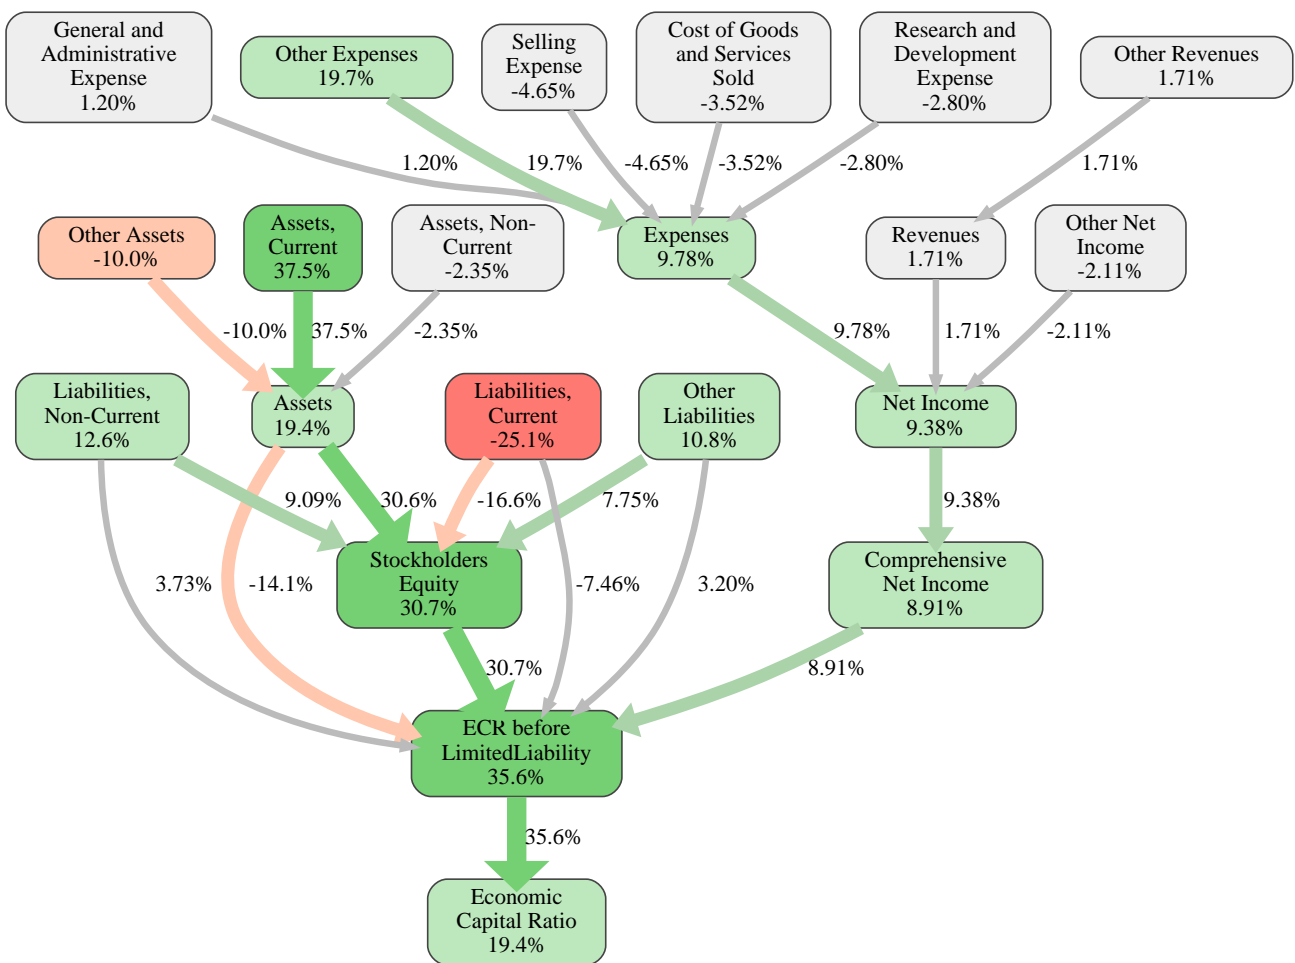 General and
Administrative
Expense
1.20%
Other Expenses
19.7%
Selling
Expense
-4.65%
Cost of Goods
and Services
Sold
-3.52%
Research and
Development
Expense
-2.80%
Other Revenues
1.71%
1.20%
19.7%
-4.65%
-3.52%
-2.80%
1.71%
Other Assets
-10.0%
Assets,
Current
37.5%
Assets, Non-
Current
-2.35%
Expenses
9.78%
Revenues
1.71%
Other Net
Income
-2.11%
-10.0%
37.5%
-2.35%
9.78%
1.71%
-2.11%
Liabilities,
Non-Current
12.6%
Assets
19.4%
Liabilities,
Current
-25.1%
Other
Liabilities
10.8%
Net Income
9.38%
9.09%
30.6%
-16.6%
7.75%
9.38%
3.73%
-14.1%
Stockholders
Equity
30.7%
-7.46%
3.20%
Comprehensive
Net Income
8.91%
30.7%
8.91%
ECR before
LimitedLiability
35.6%
35.6%
Economic
Capital Ratio
19.4%